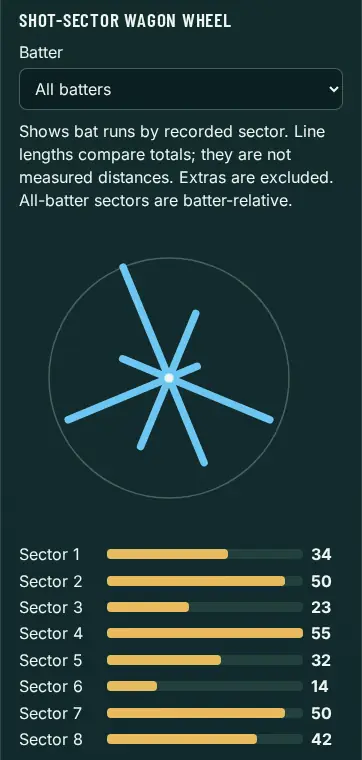 SHOT-SECTOR WAGON WHEEL
Batter
All batters
Shows bat runs by recorded sector. Line
lengths compare totals; they are not
measured distances. Extras are excluded.
All-batter sectors are batter-relative.
Sector 1 34
Sector 2 50
Sector 3 23
Sector 4 55
Sector 5 32
Sector 6 14
Sector 7 50
Sector 8 42